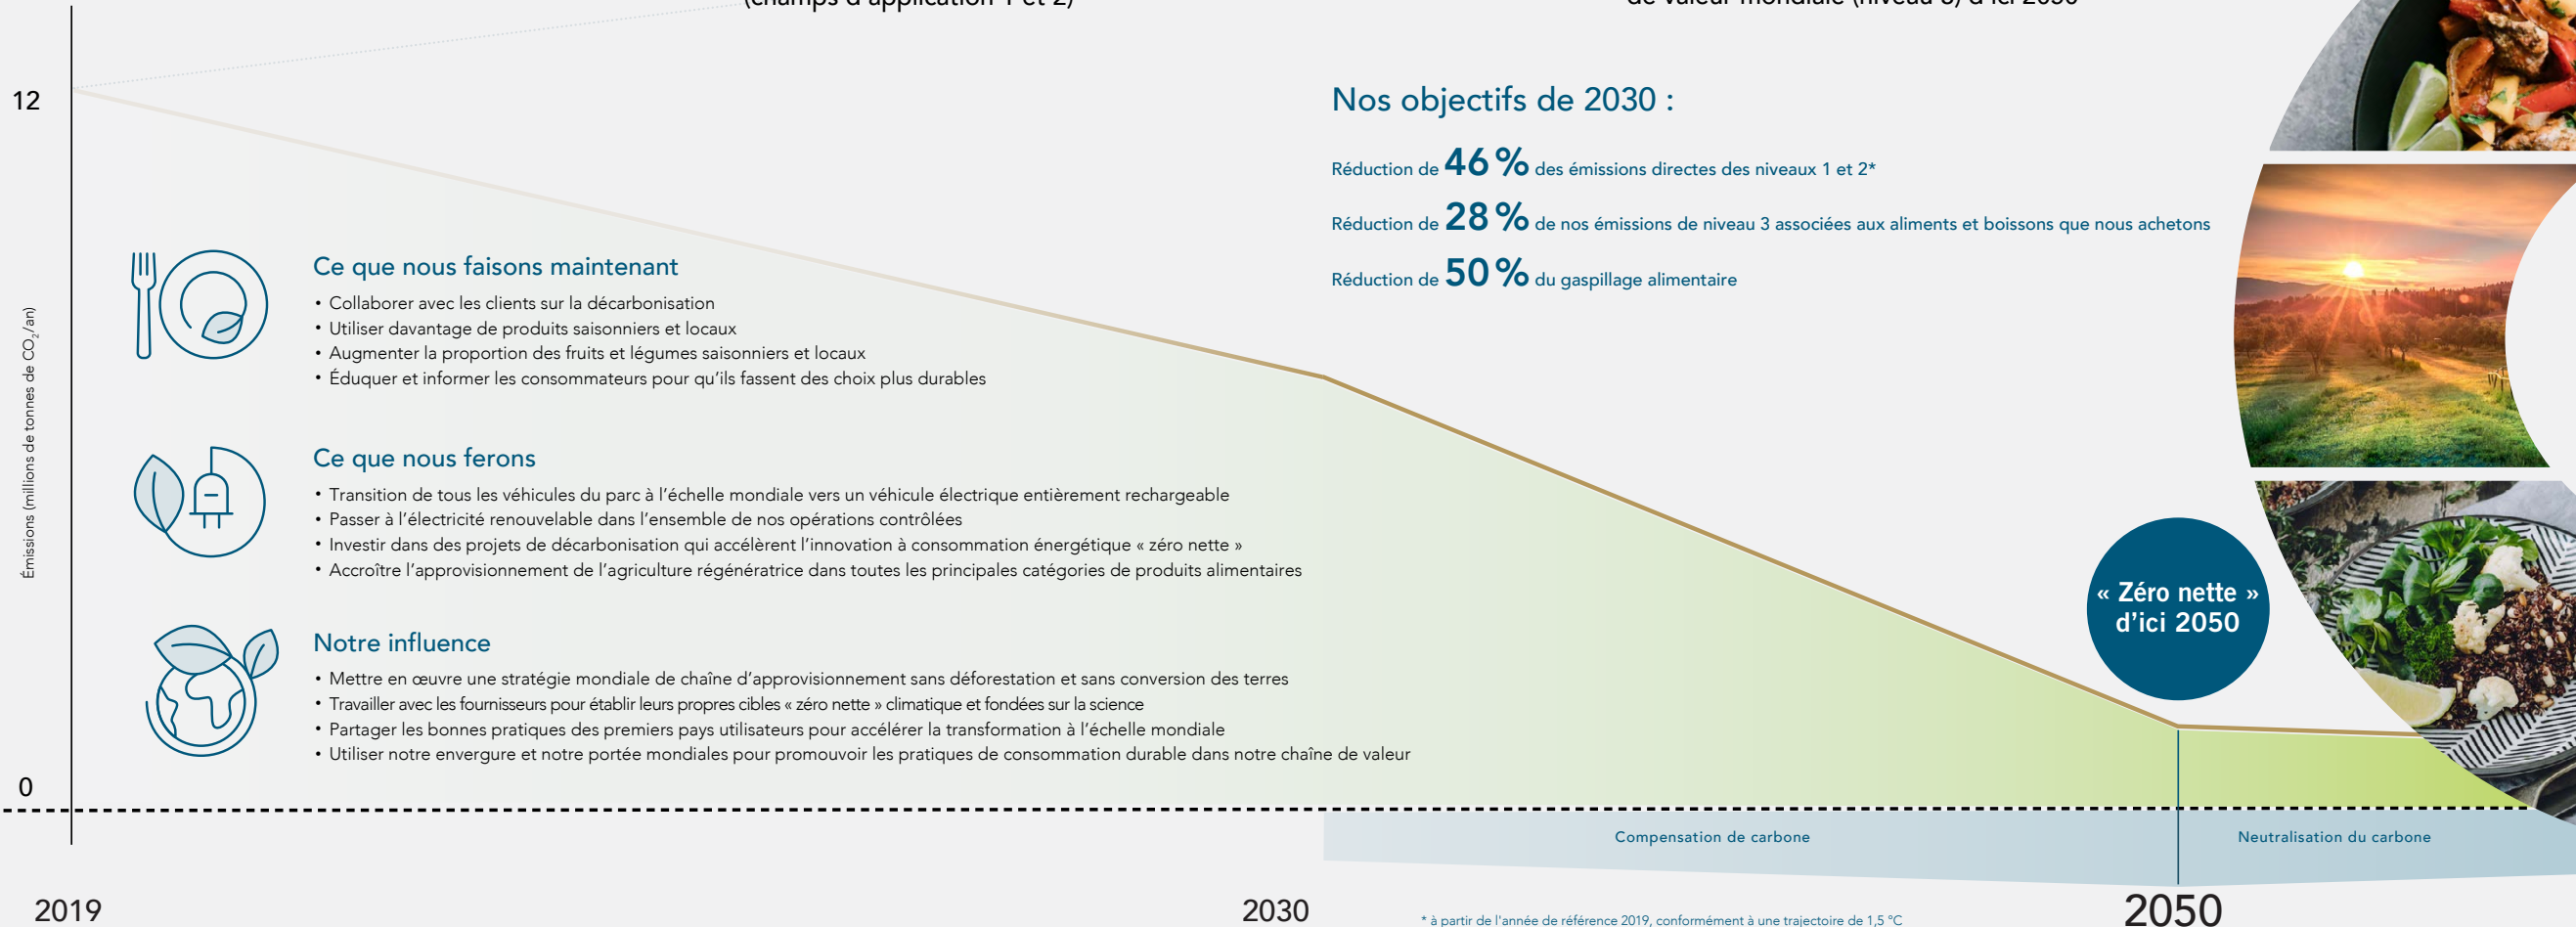 (champs d'application 1 et 2)
de valeur mondiale (niveau 3) d'ici 2050
12
Nos objectifs de 2030 :
Réduction de 46 % des émissions directes des niveaux 1 et 2*
Réduction de 28 % de nos émissions de niveau 3 associées aux aliments et boissons que nous achetons
Réduction de 50 % du gaspillage alimentaire
Émissions (millions de tonnes de CO₂/an)
Ce que nous faisons maintenant
• Collaborer avec les clients sur la décarbonisation
• Utiliser davantage de produits saisonniers et locaux
• Augmenter la proportion des fruits et légumes saisonniers et locaux
• Éduquer et informer les consommateurs pour qu’ils fassent des choix plus durables
Ce que nous ferons
• Transition de tous les véhicules du parc à l’échelle mondiale vers un véhicule électrique entièrement rechargeable
• Passer à l’électricité renouvelable dans l’ensemble de nos opérations contrôlées
• Investir dans des projets de décarbonisation qui accélèrent l’innovation à consommation énergétique « zéro nette »
• Accroître l’approvisionnement de l’agriculture régénératrice dans toutes les principales catégories de produits alimentaires
Notre influence
• Mettre en œuvre une stratégie mondiale de chaîne d’approvisionnement sans déforestation et sans conversion des terres
• Travailler avec les fournisseurs pour établir leurs propres cibles « zéro nette » climatique et fondées sur la science
• Partager les bonnes pratiques des premiers pays utilisateurs pour accélérer la transformation à l’échelle mondiale
• Utiliser notre envergure et notre portée mondiales pour promouvoir les pratiques de consommation durable dans notre chaîne de valeur
« Zéro nette »
d’ici 2050
0
Compensation de carbone
Neutralisation du carbone
2019
2030
2050
* à partir de l'année de référence 2019, conformément à une trajectoire de 1,5 °C